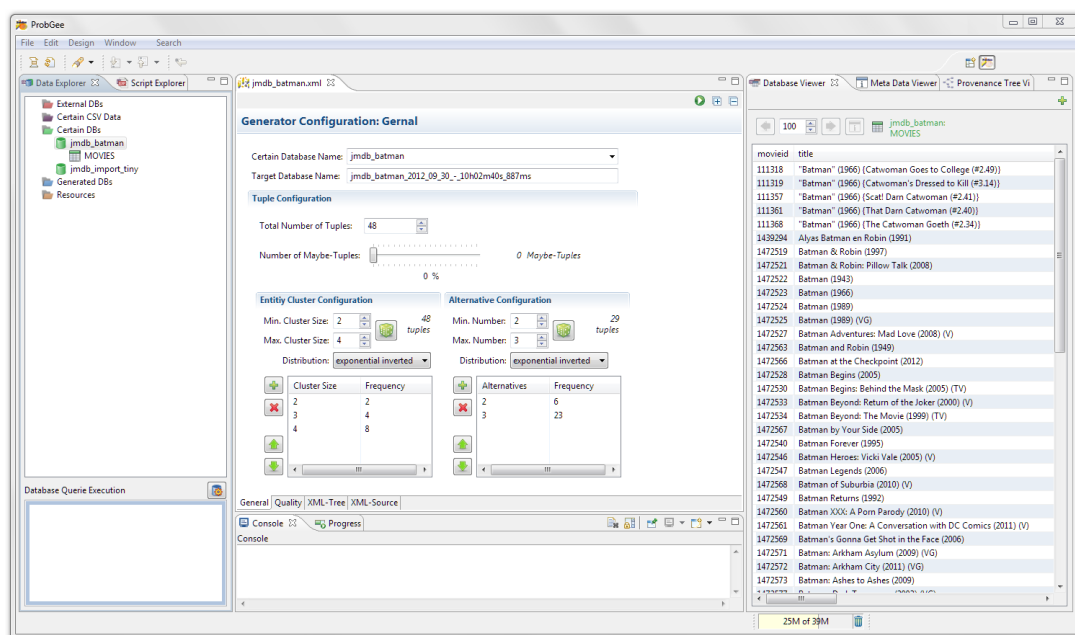 ProbGee
File Edit Design Window Search
Data Explorer
Script Explorer
External DBs
Certain CSV Data
Certain DBs
jmdb_batman
MOVIES
jmdb_import_tiny
Generated DBs
Resources
Database Querie Execution
jmdb_batman.xml
Generator Configuration: Gernal
Certain Database Name: jmdb_batman
Target Database Name: jmdb_batman_2012_09_30_-_10h02m40s_887ms
Tuple Configuration
Total Number of Tuples: 48
Number of Maybe-Tuples: 0 Maybe-Tuples
0 %
Entitiy Cluster Configuration
Min. Cluster Size: 2
48
tuples
Max. Cluster Size: 4
Distribution: exponential inverted
Cluster Size Frequency
2 2
3 4
4 8
Alternative Configuration
Min. Number: 2
29
tuples
Max. Number: 3
Distribution: exponential inverted
Alternatives Frequency
2 6
3 23
General Quality XML-Tree XML-Source
Console
Progress
Console
Database Viewer
Meta Data Viewer
Provenance Tree Vi
100
jmdb_batman:
MOVIES
movieid title
111318 "Batman" (1966) {Catwoman Goes to College (#2.49)}
111319 "Batman" (1966) {Catwoman's Dressed to Kill (#3.14)}
111357 "Batman" (1966) {Scat! Darn Catwoman (#2.41)}
111361 "Batman" (1966) {That Darn Catwoman (#2.40)}
111368 "Batman" (1966) {The Catwoman Goeth (#2.34)}
1439294 Alyas Batman en Robin (1991)
1472519 Batman & Robin (1997)
1472521 Batman & Robin: Pillow Talk (2008)
1472522 Batman (1943)
1472523 Batman (1966)
1472524 Batman (1989)
1472525 Batman (1989) (VG)
1472527 Batman Adventures: Mad Love (2008) (V)
1472563 Batman and Robin (1949)
1472566 Batman at the Checkpoint (2012)
1472528 Batman Begins (2005)
1472530 Batman Begins: Behind the Mask (2005) (TV)
1472533 Batman Beyond: Return of the Joker (2000) (V)
1472534 Batman Beyond: The Movie (1999) (TV)
1472567 Batman by Your Side (2005)
1472540 Batman Forever (1995)
1472546 Batman Heroes: Vicki Vale (2005) (V)
1472547 Batman Legends (2006)
1472568 Batman of Suburbia (2010) (V)
1472549 Batman Returns (1992)
1472560 Batman XXX: A Porn Parody (2010) (V)
1472561 Batman Year One: A Conversation with DC Comics (2011) (V)
1472569 Batman's Gonna Get Shot in the Face (2006)
1472571 Batman: Arkham Asylum (2009) (VG)
1472572 Batman: Arkham City (2011) (VG)
1472573 Batman: Ashes to Ashes (2009)
25M of 39M